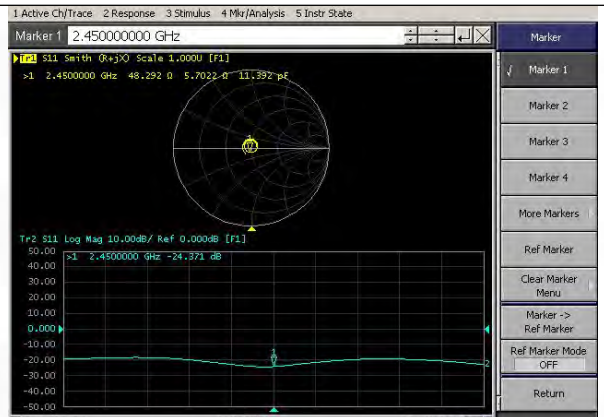 1 Active Ch/Trace 2 Response 3 Stimulus 4 Mkr/Analysis 5 Instr State
Marker 1 2.450000000 GHz
Tr1 S11 Smith (R+jX) Scale 1.000U [F1]
>1 2.4500000 GHz 48.292 Ω 5.7022 Ω 11.392 pF
1
Tr2 S11 Log Mag 10.00dB/ Ref 0.000dB [F1]
>1 2.4500000 GHz -24.371 dB
50.00
40.00
30.00
20.00
10.00
0.000
-10.00
-20.00
-30.00
-40.00
-50.00
1
2
Marker
√ Marker 1
Marker 2
Marker 3
Marker 4
More Markers
Ref Marker
Clear Marker
Menu
Marker ->
Ref Marker
Ref Marker Mode
OFF
Return